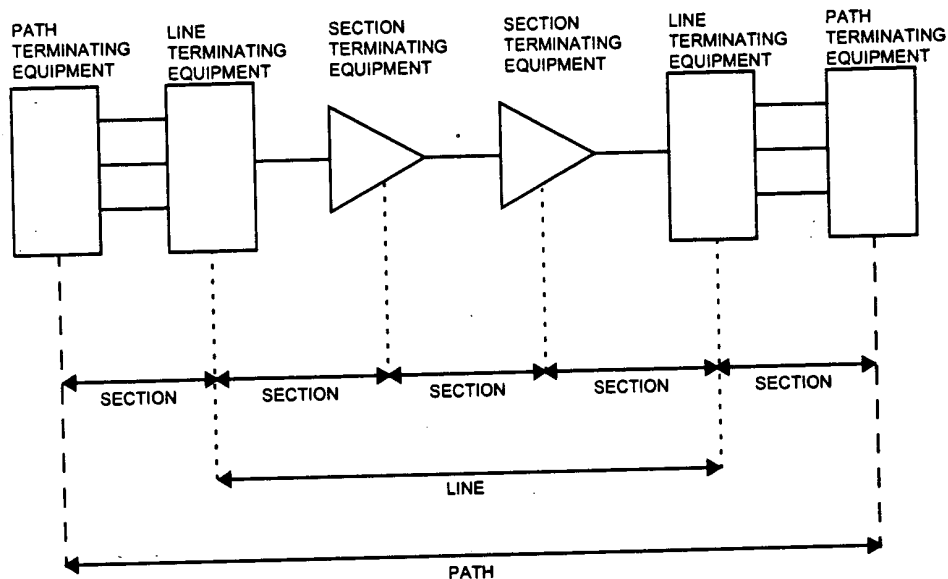 PATH
TERMINATING
EQUIPMENT
LINE
TERMINATING
EQUIPMENT
SECTION
TERMINATING
EQUIPMENT
SECTION
TERMINATING
EQUIPMENT
LINE
TERMINATING
EQUIPMENT
PATH
TERMINATING
EQUIPMENT
SECTION
SECTION
SECTION
SECTION
SECTION
LINE
PATH